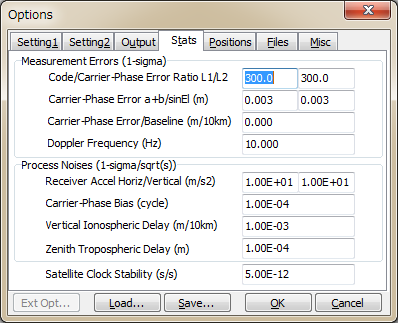 Options
Setting1 Setting2 Output Stats Positions Files Misc
Measurement Errors (1-sigma)
Code/Carrier-Phase Error Ratio L1/L2 300.0 300.0
Carrier-Phase Error a+b/sinEl (m) 0.003 0.003
Carrier-Phase Error/Baseline (m/10km) 0.000
Doppler Frequency (Hz) 10.000
Process Noises (1-sigma/sqrt(s))
Receiver Accel Horiz/Vertical (m/s2) 1.00E+01 1.00E+01
Carrier-Phase Bias (cycle) 1.00E-04
Vertical Ionospheric Delay (m/10km) 1.00E-03
Zenith Tropospheric Delay (m) 1.00E-04
Satellite Clock Stability (s/s) 5.00E-12
Ext Opt... Load... Save... OK Cancel